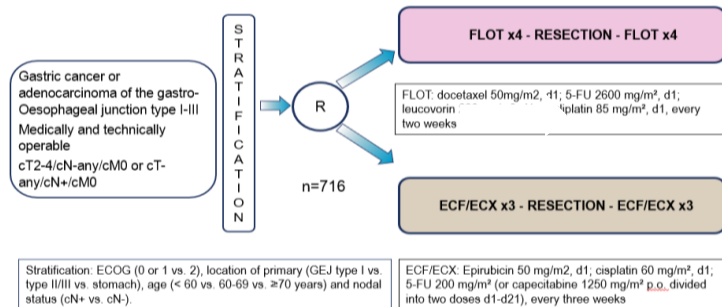 Gastric cancer or
adenocarcinoma of the gastro-
Oesophageal junction type I-III
Medically and technically
operable
cT2-4/cN-any/cM0 or cT-
any/cN+/cM0
STRATIFICATION
R
n=716
FLOT x4 - RESECTION - FLOT x4
FLOT: docetaxel 50mg/m2, 5-FU 2600 mg/m², d1;
leucovorin 85 mg/m², d1, every
two weeks
ECF/ECX x3 - RESECTION - ECF/ECX x3
Stratification: ECOG (0 or 1 vs. 2), location of primary (GEJ type I vs.
type II/III vs. stomach), age (< 60 vs. 60-69 vs. ≥70 years) and nodal
status (cN+ vs. cN-).
ECF/ECX: Epirubicin 50 mg/m2, d1; cisplatin 60 mg/m², d1;
5-FU 200 mg/m² (or capecitabine 1250 mg/m² p.o. divided
into two doses d1-d21), every three weeks